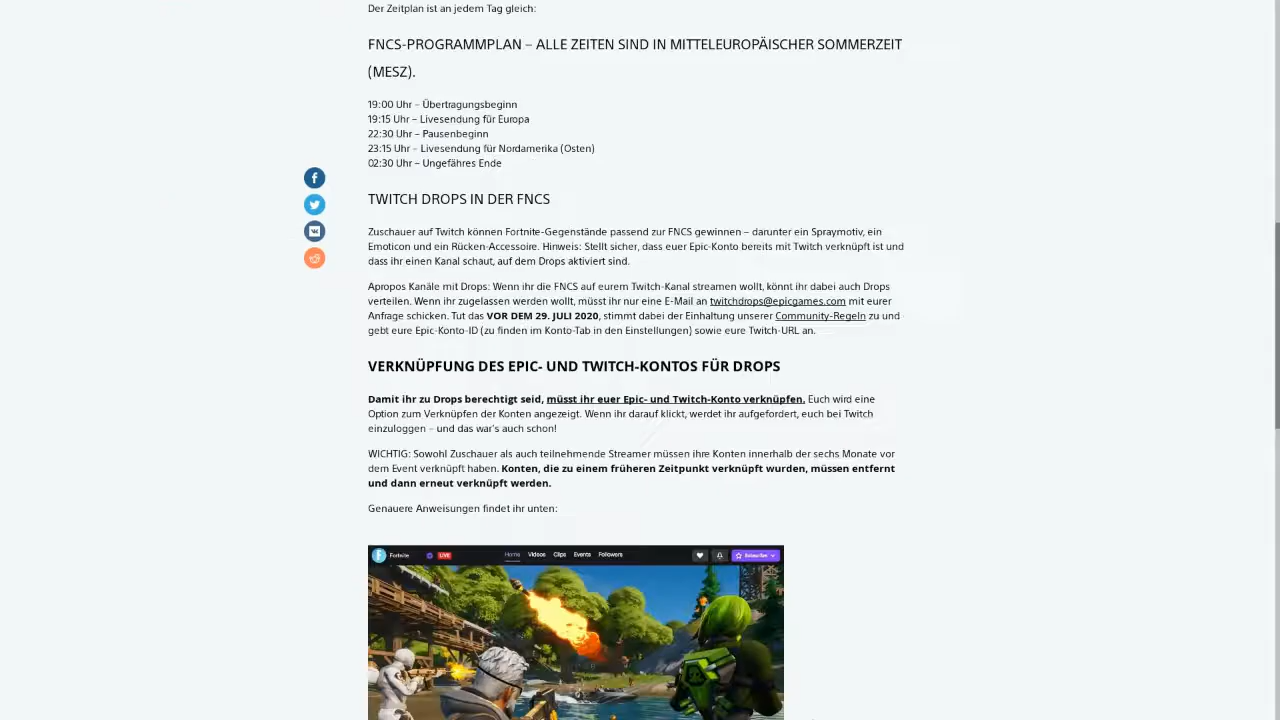 Der Zeitplan ist an jedem Tag gleich:
FNCS-PROGRAMMPLAN – ALLE ZEITEN SIND IN MITTELEUROPÄISCHER SOMMERZEIT
(MESZ).
19:00 Uhr – Übertragungsbeginn
19:15 Uhr – Livesendung für Europa
22:30 Uhr – Pausenbeginn
23:15 Uhr – Livesendung für Nordamerika (Osten)
02:30 Uhr – Ungefähres Ende
TWITCH DROPS IN DER FNCS
Zuschauer auf Twitch können Fortnite-Gegenstände passend zur FNCS gewinnen – darunter ein Spraymotiv, ein
Emoticon und ein Rücken-Accessoire. Hinweis: Stellt sicher, dass euer Epic-Konto bereits mit Twitch verknüpft ist und
dass ihr einen Kanal schaut, auf dem Drops aktiviert sind.
Apropos Kanäle mit Drops: Wenn ihr die FNCS auf eurem Twitch-Kanal streamen wollt, könnt ihr dabei auch Drops
verteilen. Wenn ihr zugelassen werden wollt, müsst ihr nur eine E-Mail an twitchdrops@epicgames.com mit eurer
Anfrage schicken. Tut das VOR DEM 29. JULI 2020, stimmt dabei der Einhaltung unserer Community-Regeln zu und
gebt eure Epic-Konto-ID (zu finden im Konto-Tab in den Einstellungen) sowie eure Twitch-URL an.
VERKNÜPFUNG DES EPIC- UND TWITCH-KONTOS FÜR DROPS
Damit ihr zu Drops berechtigt seid, müsst ihr euer Epic- und Twitch-Konto verknüpfen. Euch wird eine
Option zum Verknüpfen der Konten angezeigt. Wenn ihr darauf klickt, werdet ihr aufgefordert, euch bei Twitch
einzuloggen – und das war's auch schon!
WICHTIG: Sowohl Zuschauer als auch teilnehmende Streamer müssen ihre Konten innerhalb der sechs Monate vor
dem Event verknüpft haben. Konten, die zu einem früheren Zeitpunkt verknüpft wurden, müssen entfernt
und dann erneut verknüpft werden.
Genauere Anweisungen findet ihr unten:
Fortnite LIVE Home Videos Clips Events Followers